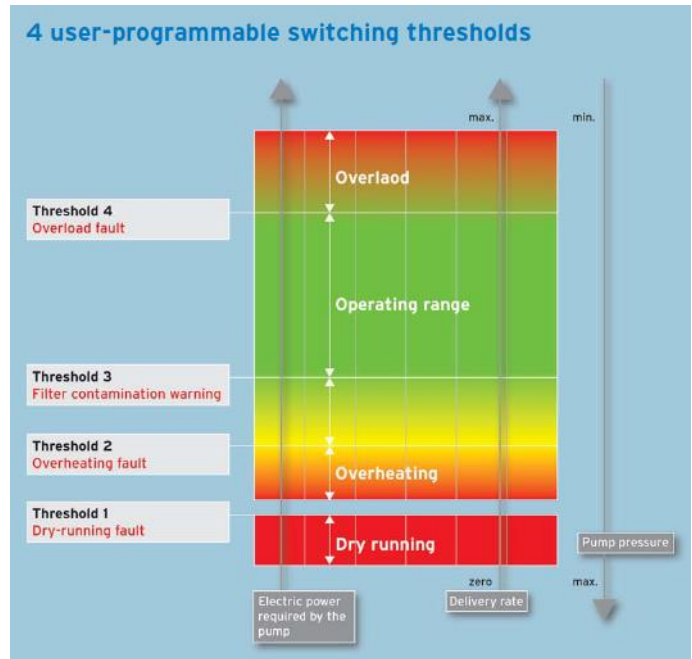 4 user-programmable switching thresholds
max.
min.
Overlaod
Threshold 4
Overload fault
Operating range
Threshold 3
Filter contamination warning
Threshold 2
Overheating fault
Overheating
Threshold 1
Dry-running fault
Dry running
Pump pressure
zero
max.
Electric power
required by the
pump
Delivery rate